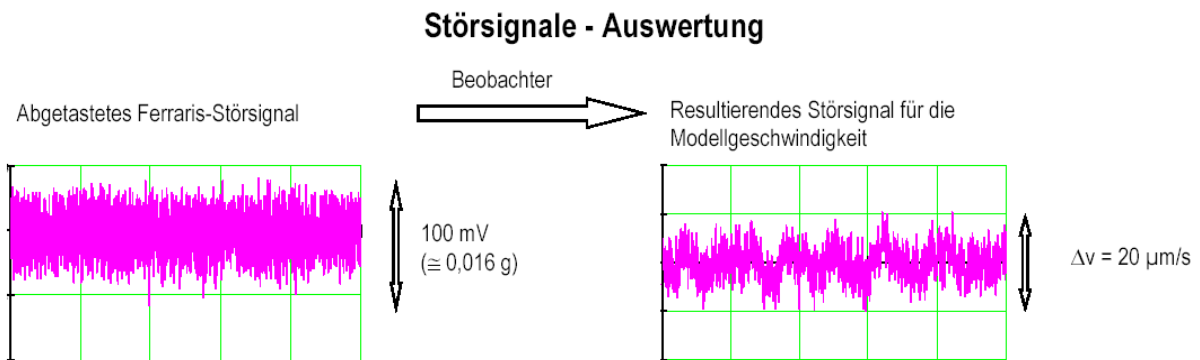 Störsignale - Auswertung
Beobachter
Abgetastetes Ferraris-Störsignal
Resultierendes Störsignal für die
Modellgeschwindigkeit
100 mV
(≅ 0,016 g)
Δv = 20 µm/s